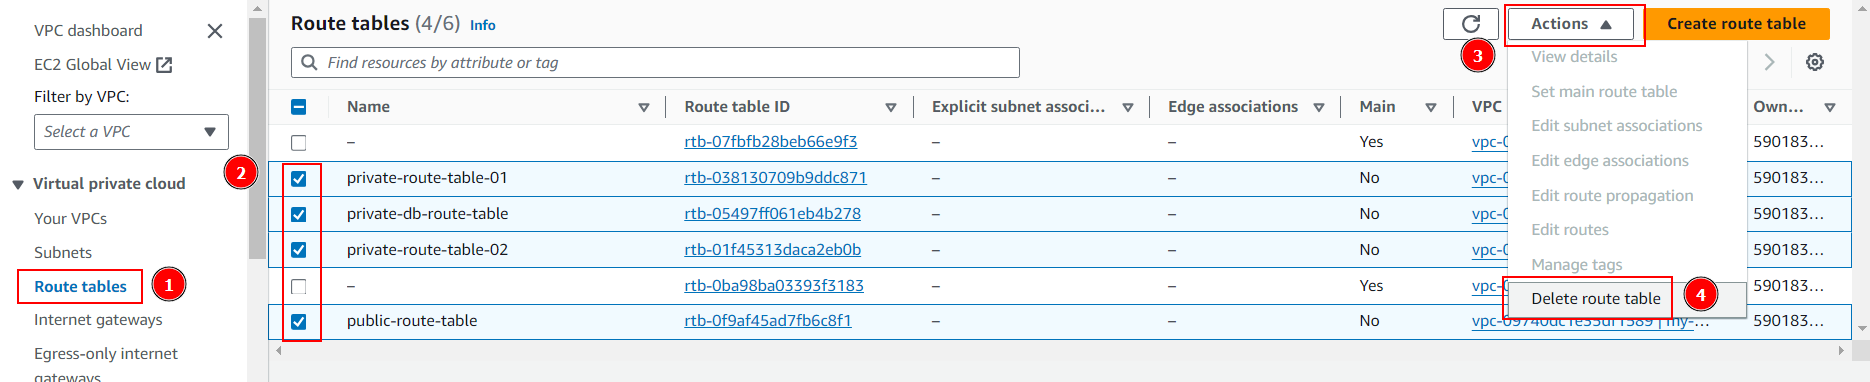 VPC dashboard
EC2 Global View
Filter by VPC:
Select a VPC
2
Virtual private cloud
Your VPCs
Subnets
Route tables
1
Internet gateways
Egress-only internet
gateways
Route tables (4/6) Info
Actions
Create route table
3
Find resources by attribute or tag
Name Route table ID Explicit subnet associ... Edge associations Main VPC Own...
– rtb-07fbfb28beb66e9f3 – – Yes vpc-0 590183...
private-route-table-01 rtb-038130709b9ddc871 – – No vpc-0 590183...
private-db-route-table rtb-05497ff061eb4b278 – – No vpc-0 590183...
private-route-table-02 rtb-01f45313daca2eb0b – – No vpc-0 590183...
– rtb-0ba98ba03393f3183 – – Yes vpc-0 590183...
public-route-table rtb-0f9af45ad7fb6c8f1 – – No vpc-09740dc1e35df1589 | my-... 590183...
View details
Set main route table
Edit subnet associations
Edit edge associations
Edit route propagation
Edit routes
Manage tags
Delete route table
4